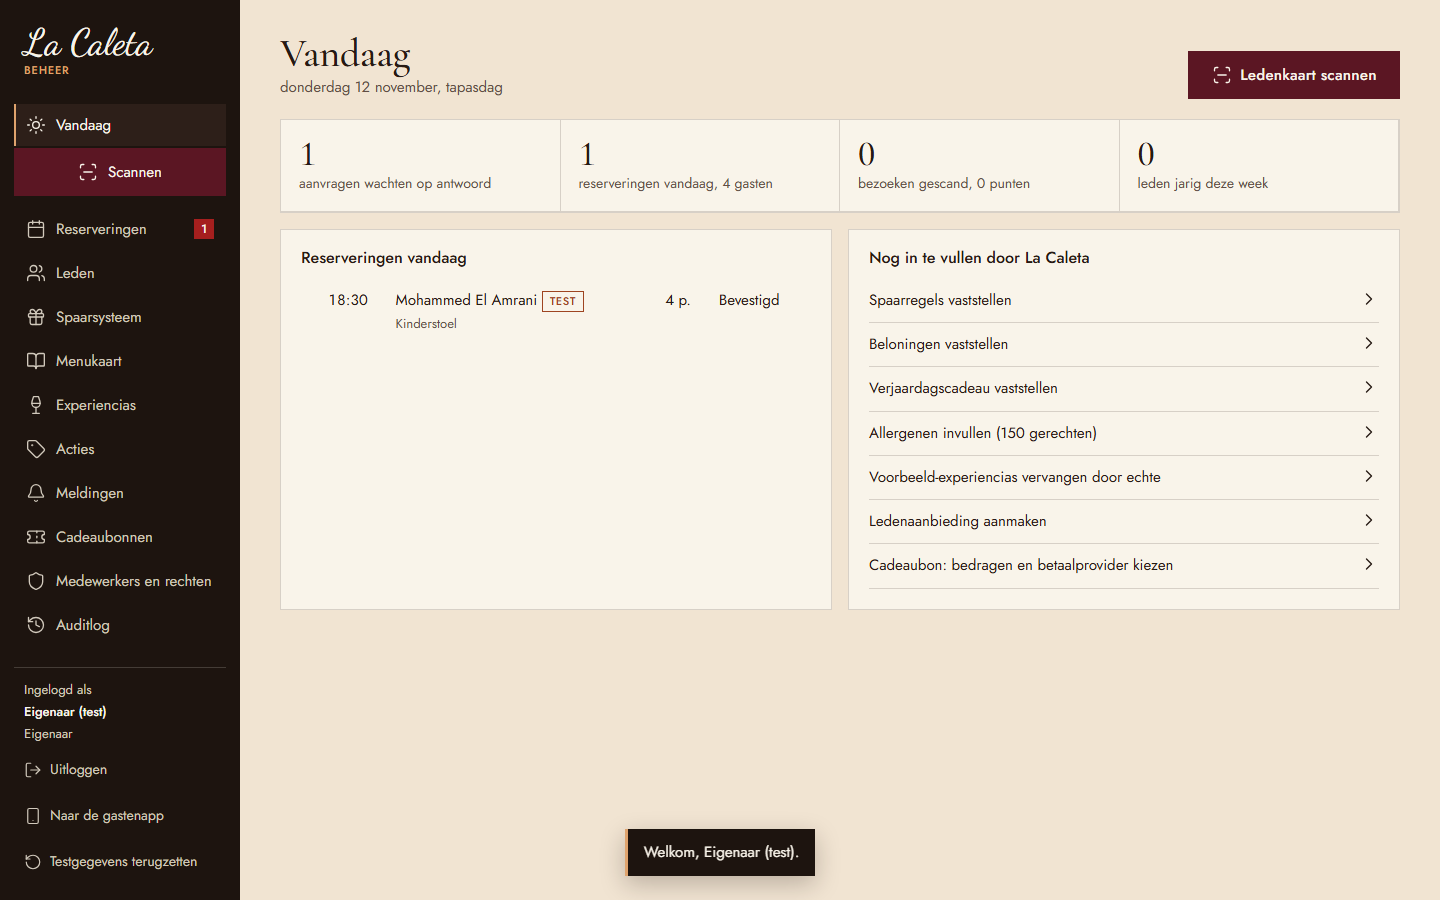 La Caleta
BEHEER
Vandaag
Scannen
Reserveringen 1
Leden
Spaarsysteem
Menukaart
Experiencias
Acties
Meldingen
Cadeaubonnen
Medewerkers en rechten
Auditlog
Ingelogd als
Eigenaar (test)
Eigenaar
Uitloggen
Naar de gastenapp
Testgegevens terugzetten
Vandaag
donderdag 12 november, tapasdag
Ledenkaart scannen
1
aanvragen wachten op antwoord
1
reserveringen vandaag, 4 gasten
0
bezoeken gescand, 0 punten
0
leden jarig deze week
Reserveringen vandaag
18:30 Mohammed El Amrani TEST 4 p. Bevestigd
Kinderstoel
Nog in te vullen door La Caleta
Spaarregels vaststellen
Beloningen vaststellen
Verjaardagscadeau vaststellen
Allergenen invullen (150 gerechten)
Voorbeeld-experiencias vervangen door echte
Ledenaanbieding aanmaken
Cadeaubon: bedragen en betaalprovider kiezen
Welkom, Eigenaar (test).